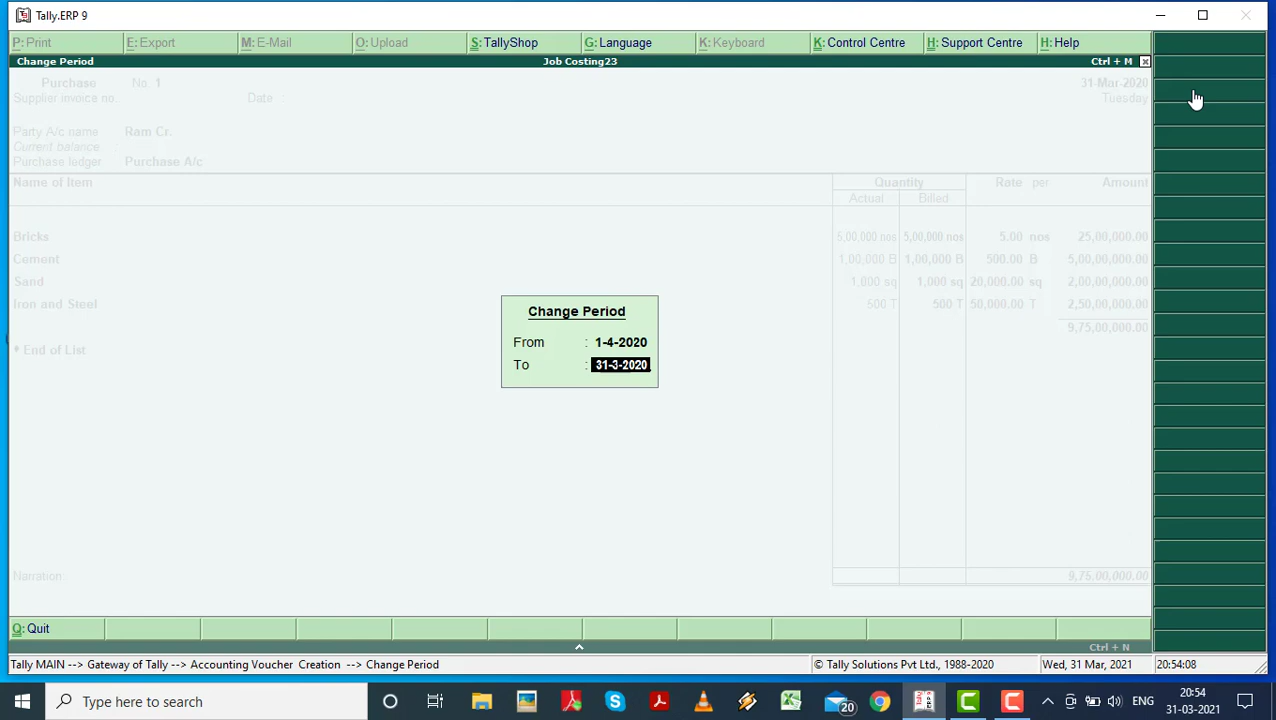 Tally.ERP 9
P: Print E: Export M: E-Mail O: Upload S: TallyShop G: Language K: Keyboard K: Control Centre H: Support Centre H: Help
Change Period Job Costing23 Ctrl + M
Purchase No. 1 31 Mar-2020
Supplier invoice no.: Date : Tuesday
Party A/c name Ram Cr.
Current balance :
Purchase ledger Purchase A/c
Name of Item Quantity Rate per Amount
Actual Billed
Bricks 5,00,000 nos 5,00,000 nos 5.00 nos 25,00,000.00
Cement 1,00,000 B 1,00,000 B 500.00 B 5,00,00,000.00
Sand 1,000 sq 1,000 sq 20,000.00 sq 2,00,00,000.00
Iron and Steel 500 T 500 T 50,000.00 T 2,50,00,000.00
9,75,00,000.00
End of List
Change Period
From : 1-4-2020
To : 31-3-2020
Narration: 9,75,00,000.00
Q: Quit
Ctrl + N
Tally MAIN --> Gateway of Tally --> Accounting Voucher Creation --> Change Period © Tally Solutions Pvt Ltd., 1988-2020 Wed, 31 Mar, 2021 20:54:08
Type here to search 20 ENG 20:54
31-03-2021